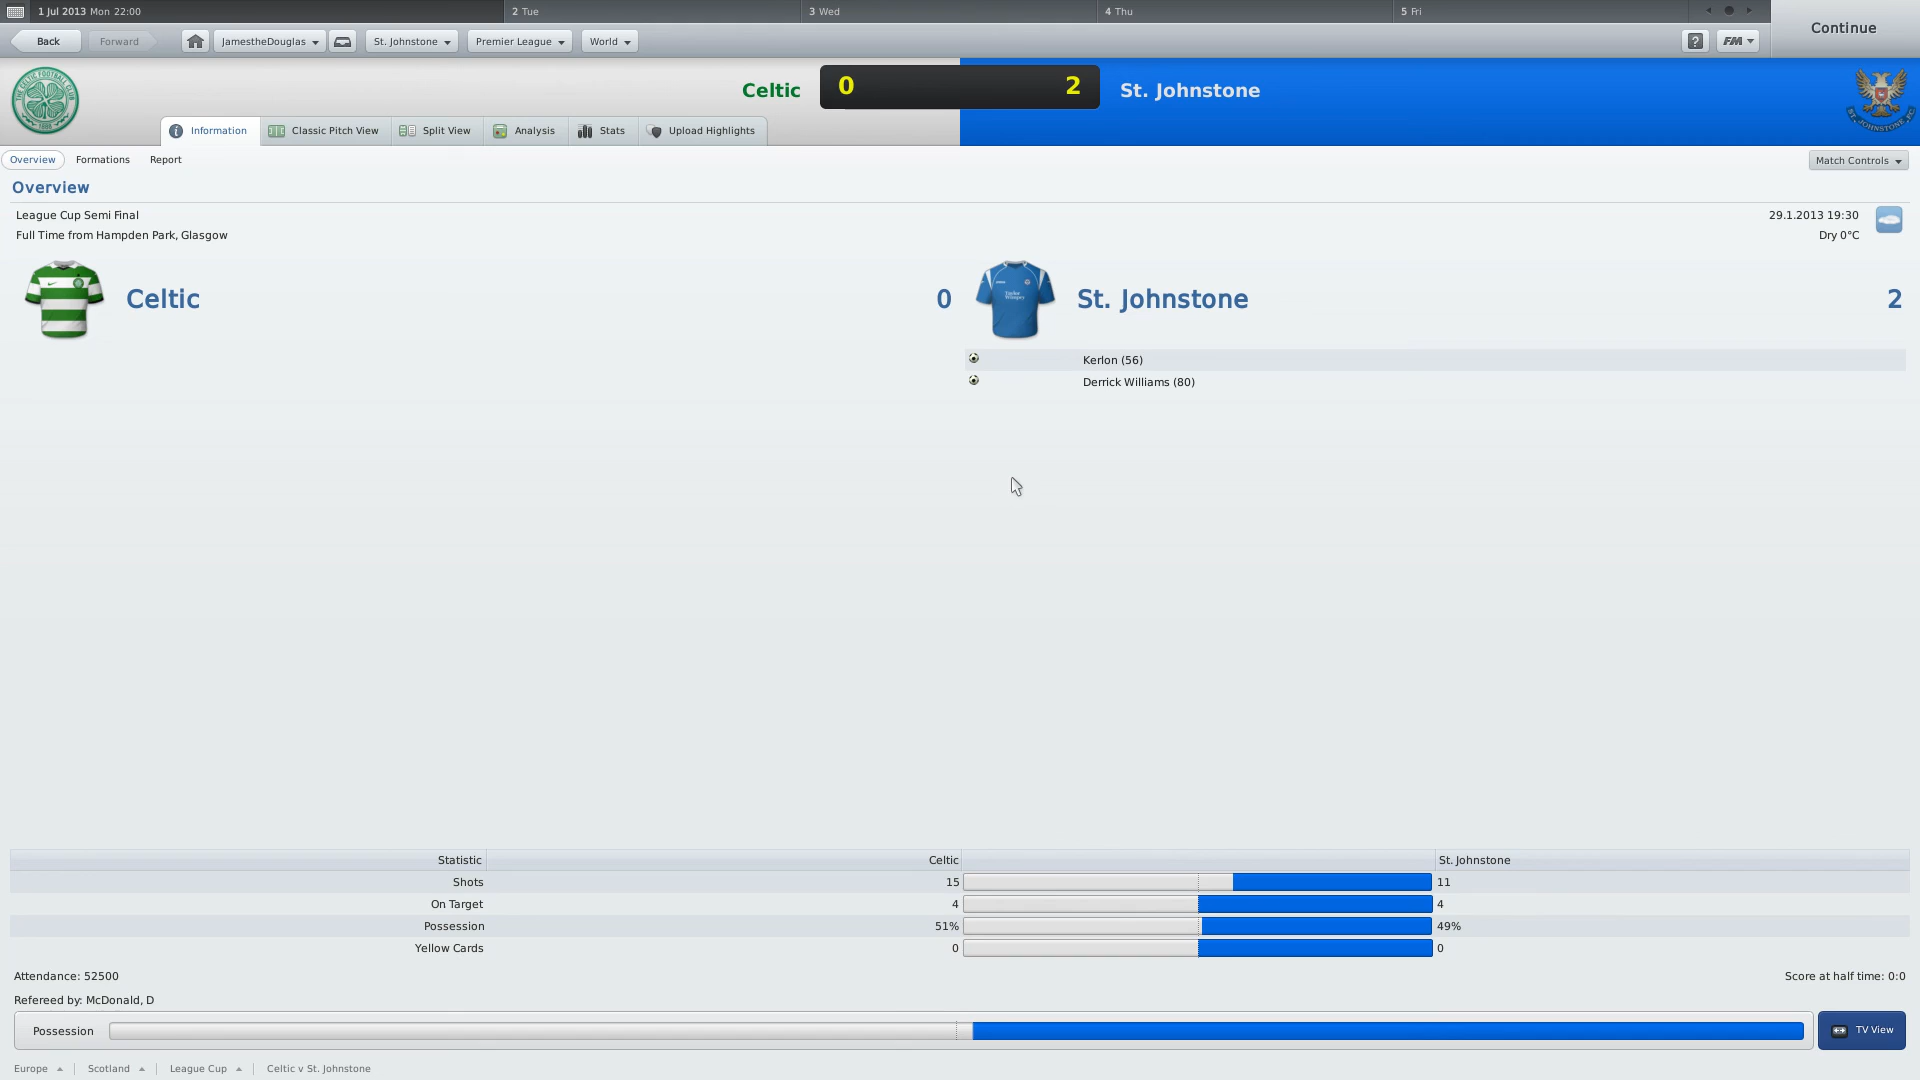 1 Jul 2013 Mon 22:00 2 Tue 3 Wed 4 Thu 5 Fri
Continue
Back Forward JamestheDouglas St. Johnstone Premier League World ? FM
Celtic 0 2 St. Johnstone
Information Classic Pitch View Split View Analysis Stats Upload Highlights
Overview Formations Report Match Controls
Overview
League Cup Semi Final 29.1.2013 19:30
Full Time from Hampden Park, Glasgow Dry 0°C
Celtic 0 St. Johnstone 2
Kerlon (56)
Derrick Williams (80)
Statistic Celtic St. Johnstone
Shots 15 11
On Target 4 4
Possession 51% 49%
Yellow Cards 0 0
Attendance: 52500 Score at half time: 0:0
Refereed by: McDonald, D
Possession TV View
Europe Scotland League Cup Celtic v St. Johnstone